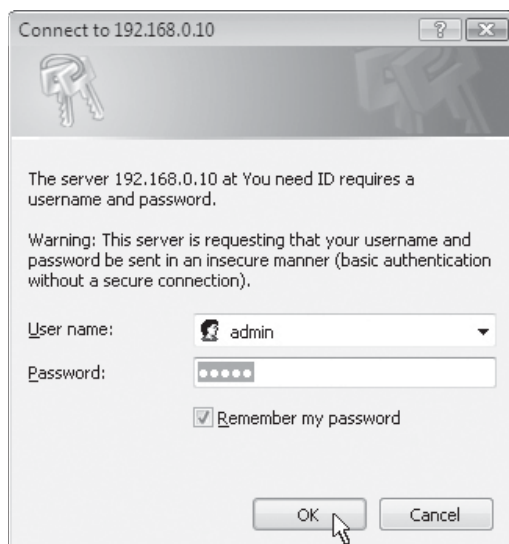 Connect to 192.168.0.10
The server 192.168.0.10 at You need ID requires a
username and password.
Warning: This server is requesting that your username and
password be sent in an insecure manner (basic authentication
without a secure connection).
User name:
admin
Password:
Remember my password
OK
Cancel